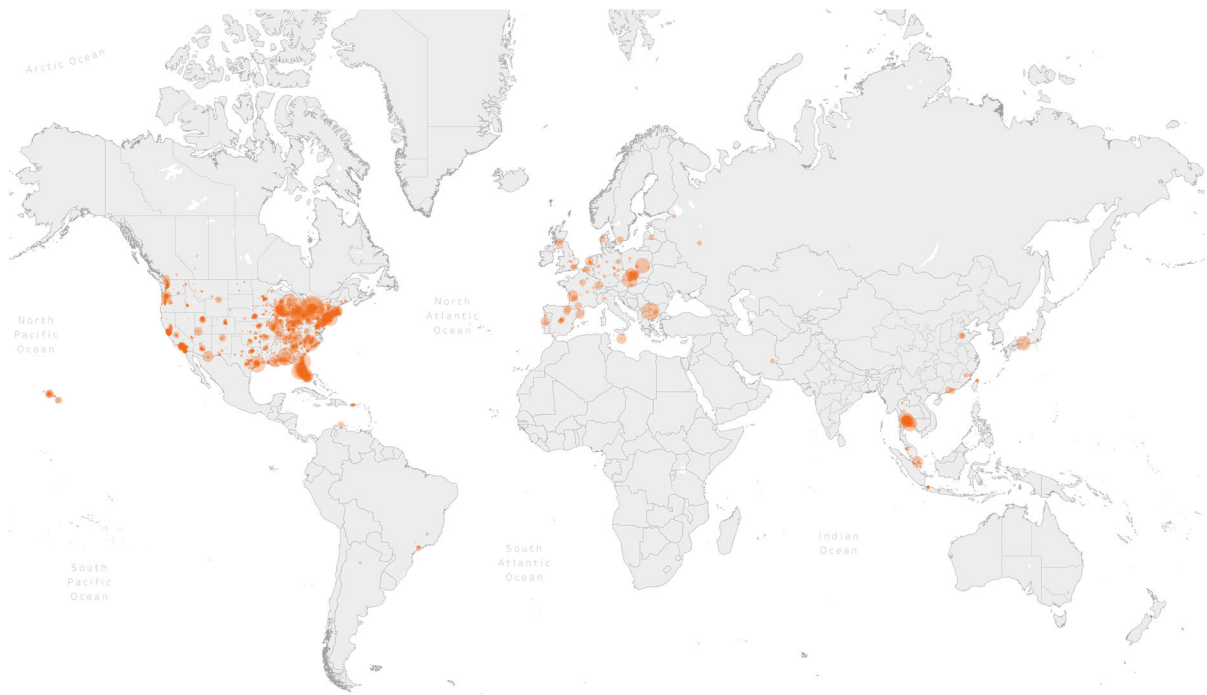 Arctic Ocean
North
Pacific
Ocean
North
Atlantic
Ocean
South
Pacific
Ocean
South
Atlantic
Ocean
Indian
Ocean